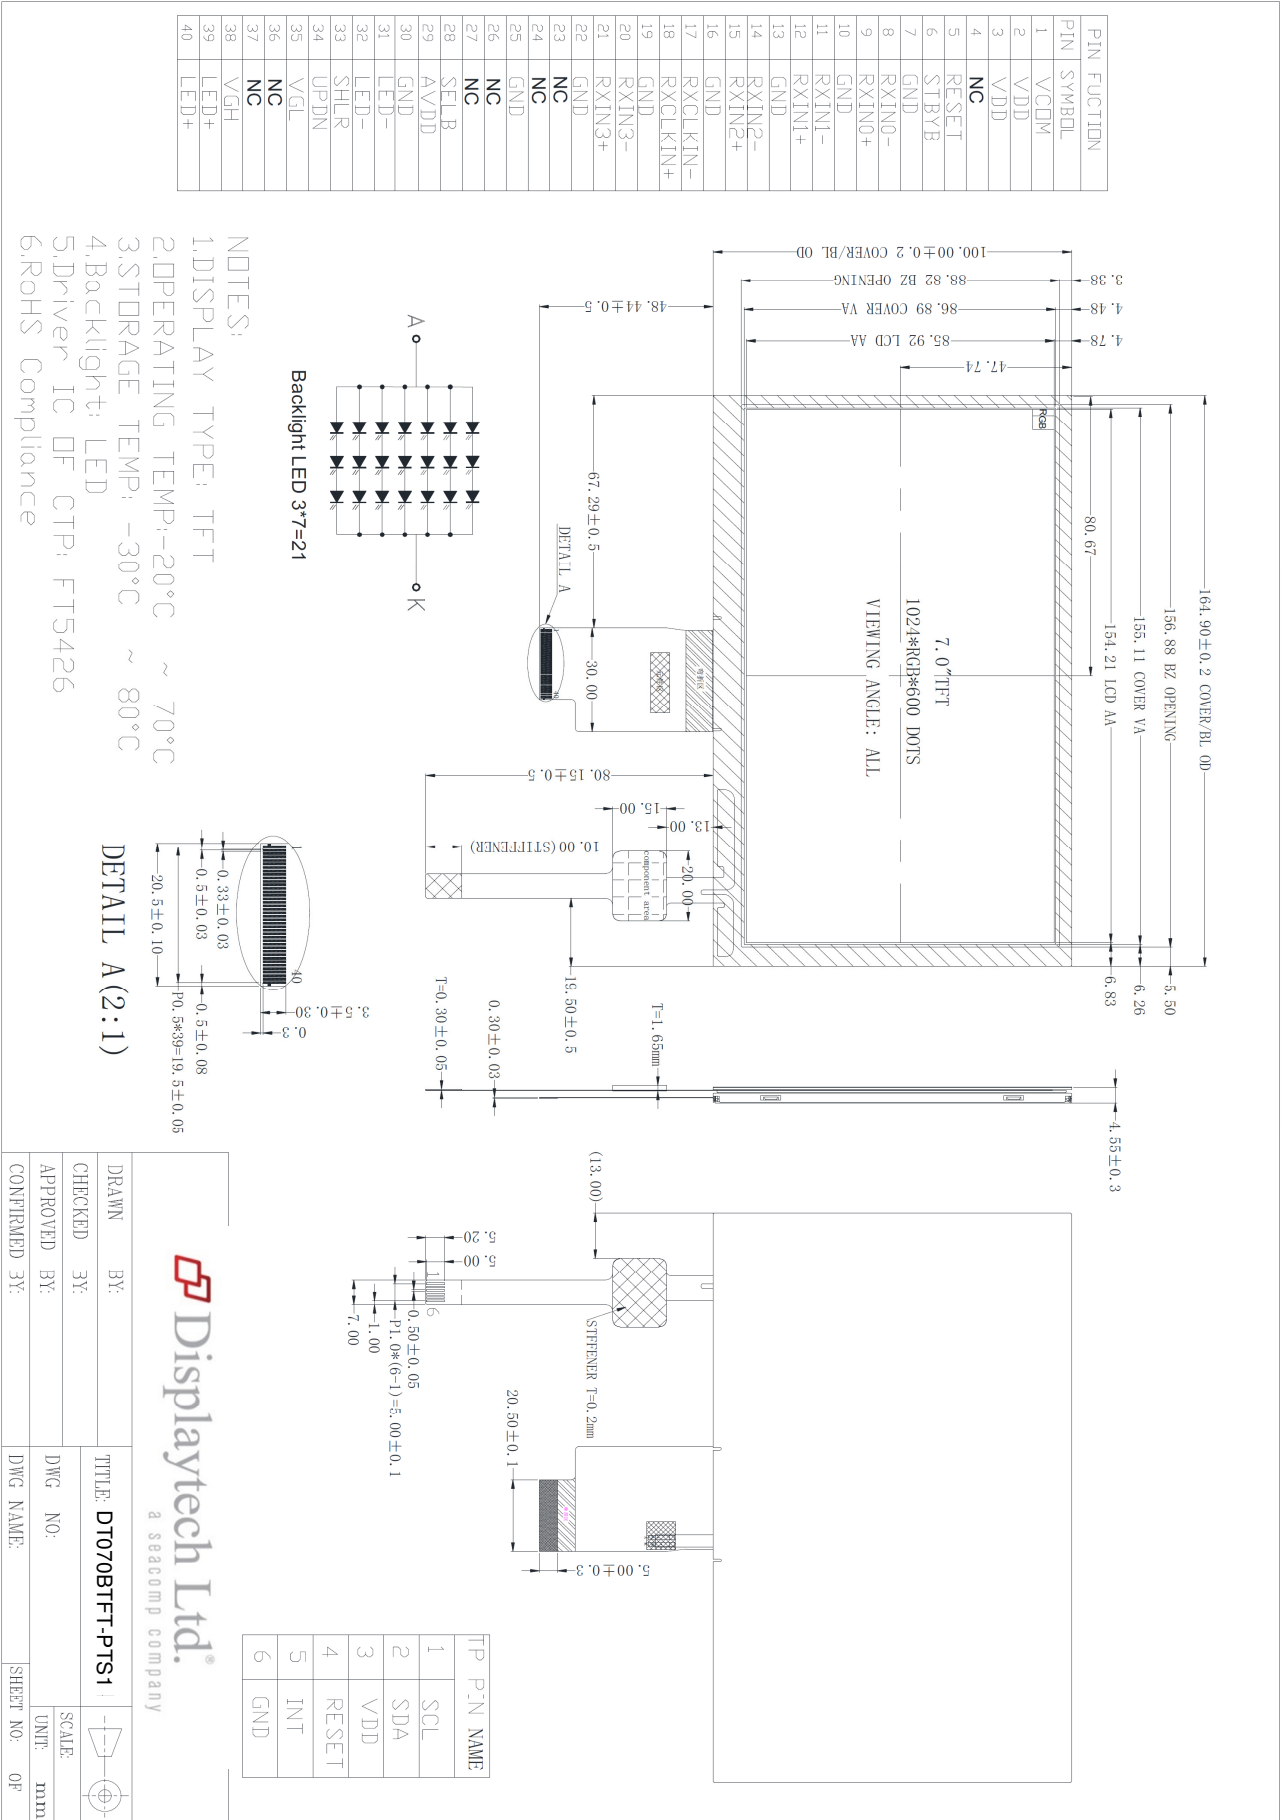 PIN FUCTION
PIN SYMBOL
1 VCOM
2 VDD
3 VDD
4 NC
5 RESET
6 STBYB
7 GND
8 RXIN0-
9 RXIN0+
10 GND
11 RXIN1-
12 RXIN1+
13 GND
14 RXIN2-
15 RXIN2+
16 GND
17 RXCLKIN-
18 RXCLKIN+
19 GND
20 RXIN3-
21 RXIN3+
22 GND
23 NC
24 NC
25 GND
26 NC
27 NC
28 SELB
29 AVDD
30 GND
31 LED-
32 LED-
33 SHLR
34 UPDN
35 VGL
36 NC
37 NC
38 VGH
39 LED+
40 LED+
164.90±0.2 COVER/BL OD
156.88 BZ OPENING
155.11 COVER VA
154.21 LCD AA
80.67
5.50
6.26
6.83
100.00±0.2 COVER/BL OD
88.82 BZ OPENING
86.89 COVER VA
85.92 LCD AA
47.74
3.38
4.48
4.78
RGB
7.0"TFT
1024*RGB*600 DOTS
VIEWING ANGLE: ALL
48.44±0.5
67.29±0.5
30.00
DETAIL A
1
80.15±0.5
15.00
13.00
20.00
component area
10.00(STIFFENER)
19.50±0.5
4.55±0.3
T=1.65mm
0.30±0.03
T=0.30±0.05
(13.00)
STFFENER T=0.2mm
5.20
5.00
1
6
0.50±0.05
P1.0*(6-1)=5.00±0.1
1.00
7.00
20.50±0.1
5.00±0.3
A
K
Backlight LED 3*7=21
1
40
0.33±0.03
0.5±0.03
20.5±0.10
0.5±0.08
P0.5*39=19.5±0.05
3.5±0.30
0.3
DETAIL A(2:1)
NOTES:
1.DISPLAY TYPE: TFT
2.OPERATING TEMP:-20°C ~ 70°C
3.STORAGE TEMP: -30°C ~ 80°C
4.Backlight: LED
5.Driver IC OF CTP: FT5426
6.RoHS Compliance
TP PIN NAME
1 SCL
2 SDA
3 VDD
4 RESET
5 INT
6 GND
Displaytech Ltd.®
a seacomp company
DRAWN BY:
CHECKED BY:
APPROVED BY:
CONFIRMED BY:
TITLE: DT070BTFT-PTS1
DWG NO:
DWG NAME:
SCALE:
UNIT: mm
SHEET NO: OF